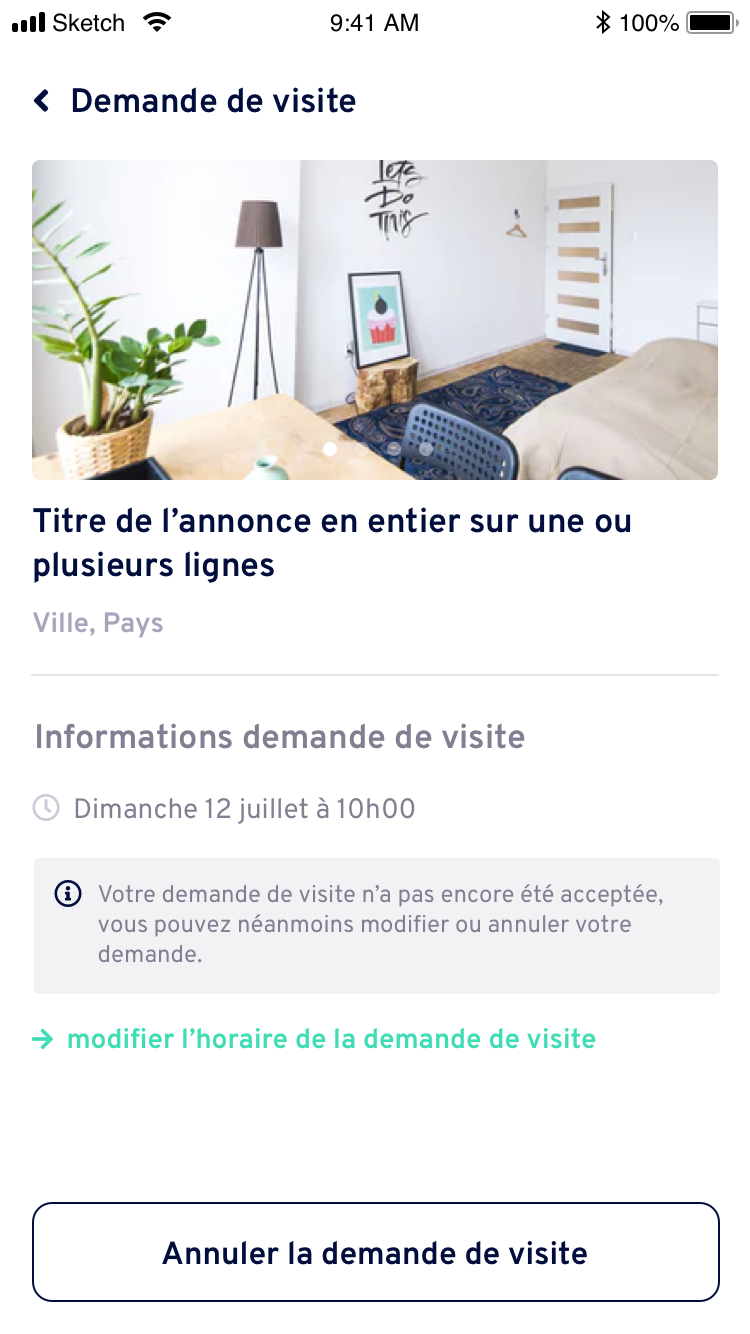 Sketch 9:41 AM 100%
Demande de visite
Let's
Do
This
Titre de l’annonce en entier sur une ou
plusieurs lignes
Ville, Pays
Informations demande de visite
Dimanche 12 juillet à 10h00
Votre demande de visite n’a pas encore été acceptée,
vous pouvez néanmoins modifier ou annuler votre
demande.
modifier l’horaire de la demande de visite
Annuler la demande de visite